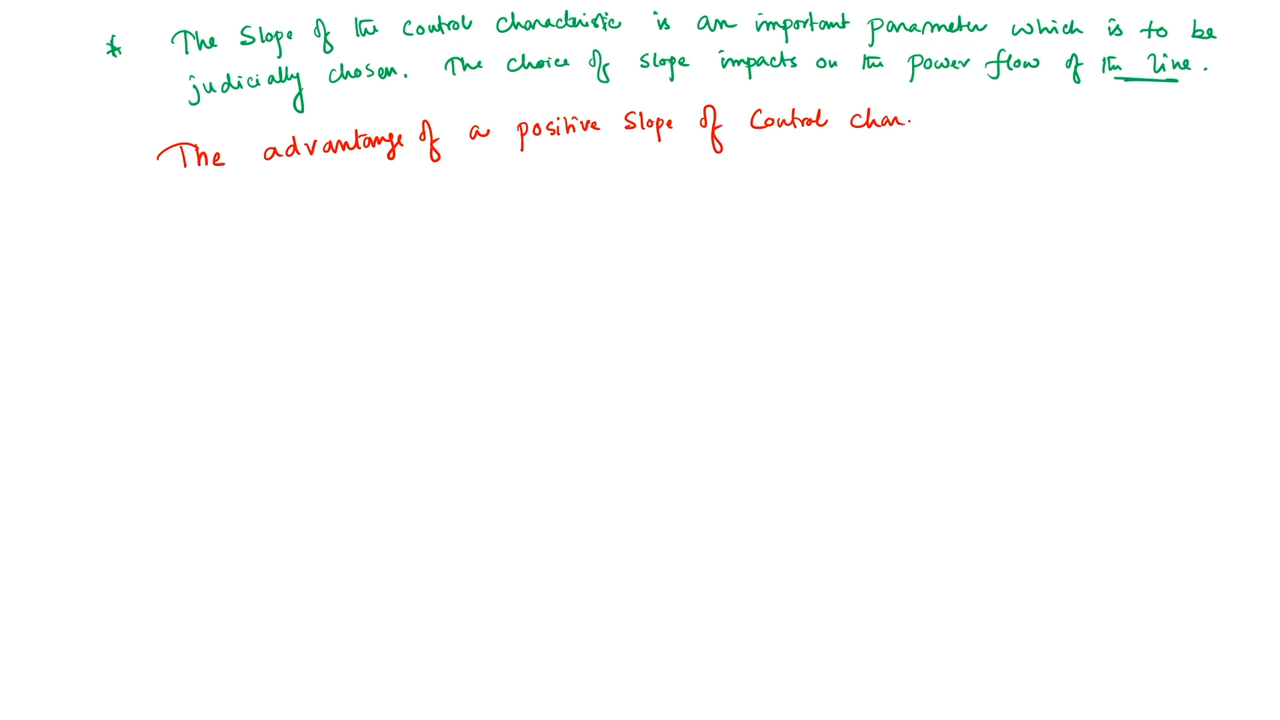 * The Slope of the control characteristic is an important parameter which is to be
judicially chosen. The choice of slope impacts on the power flow of the line.
The advantange of a positive slope of control char.